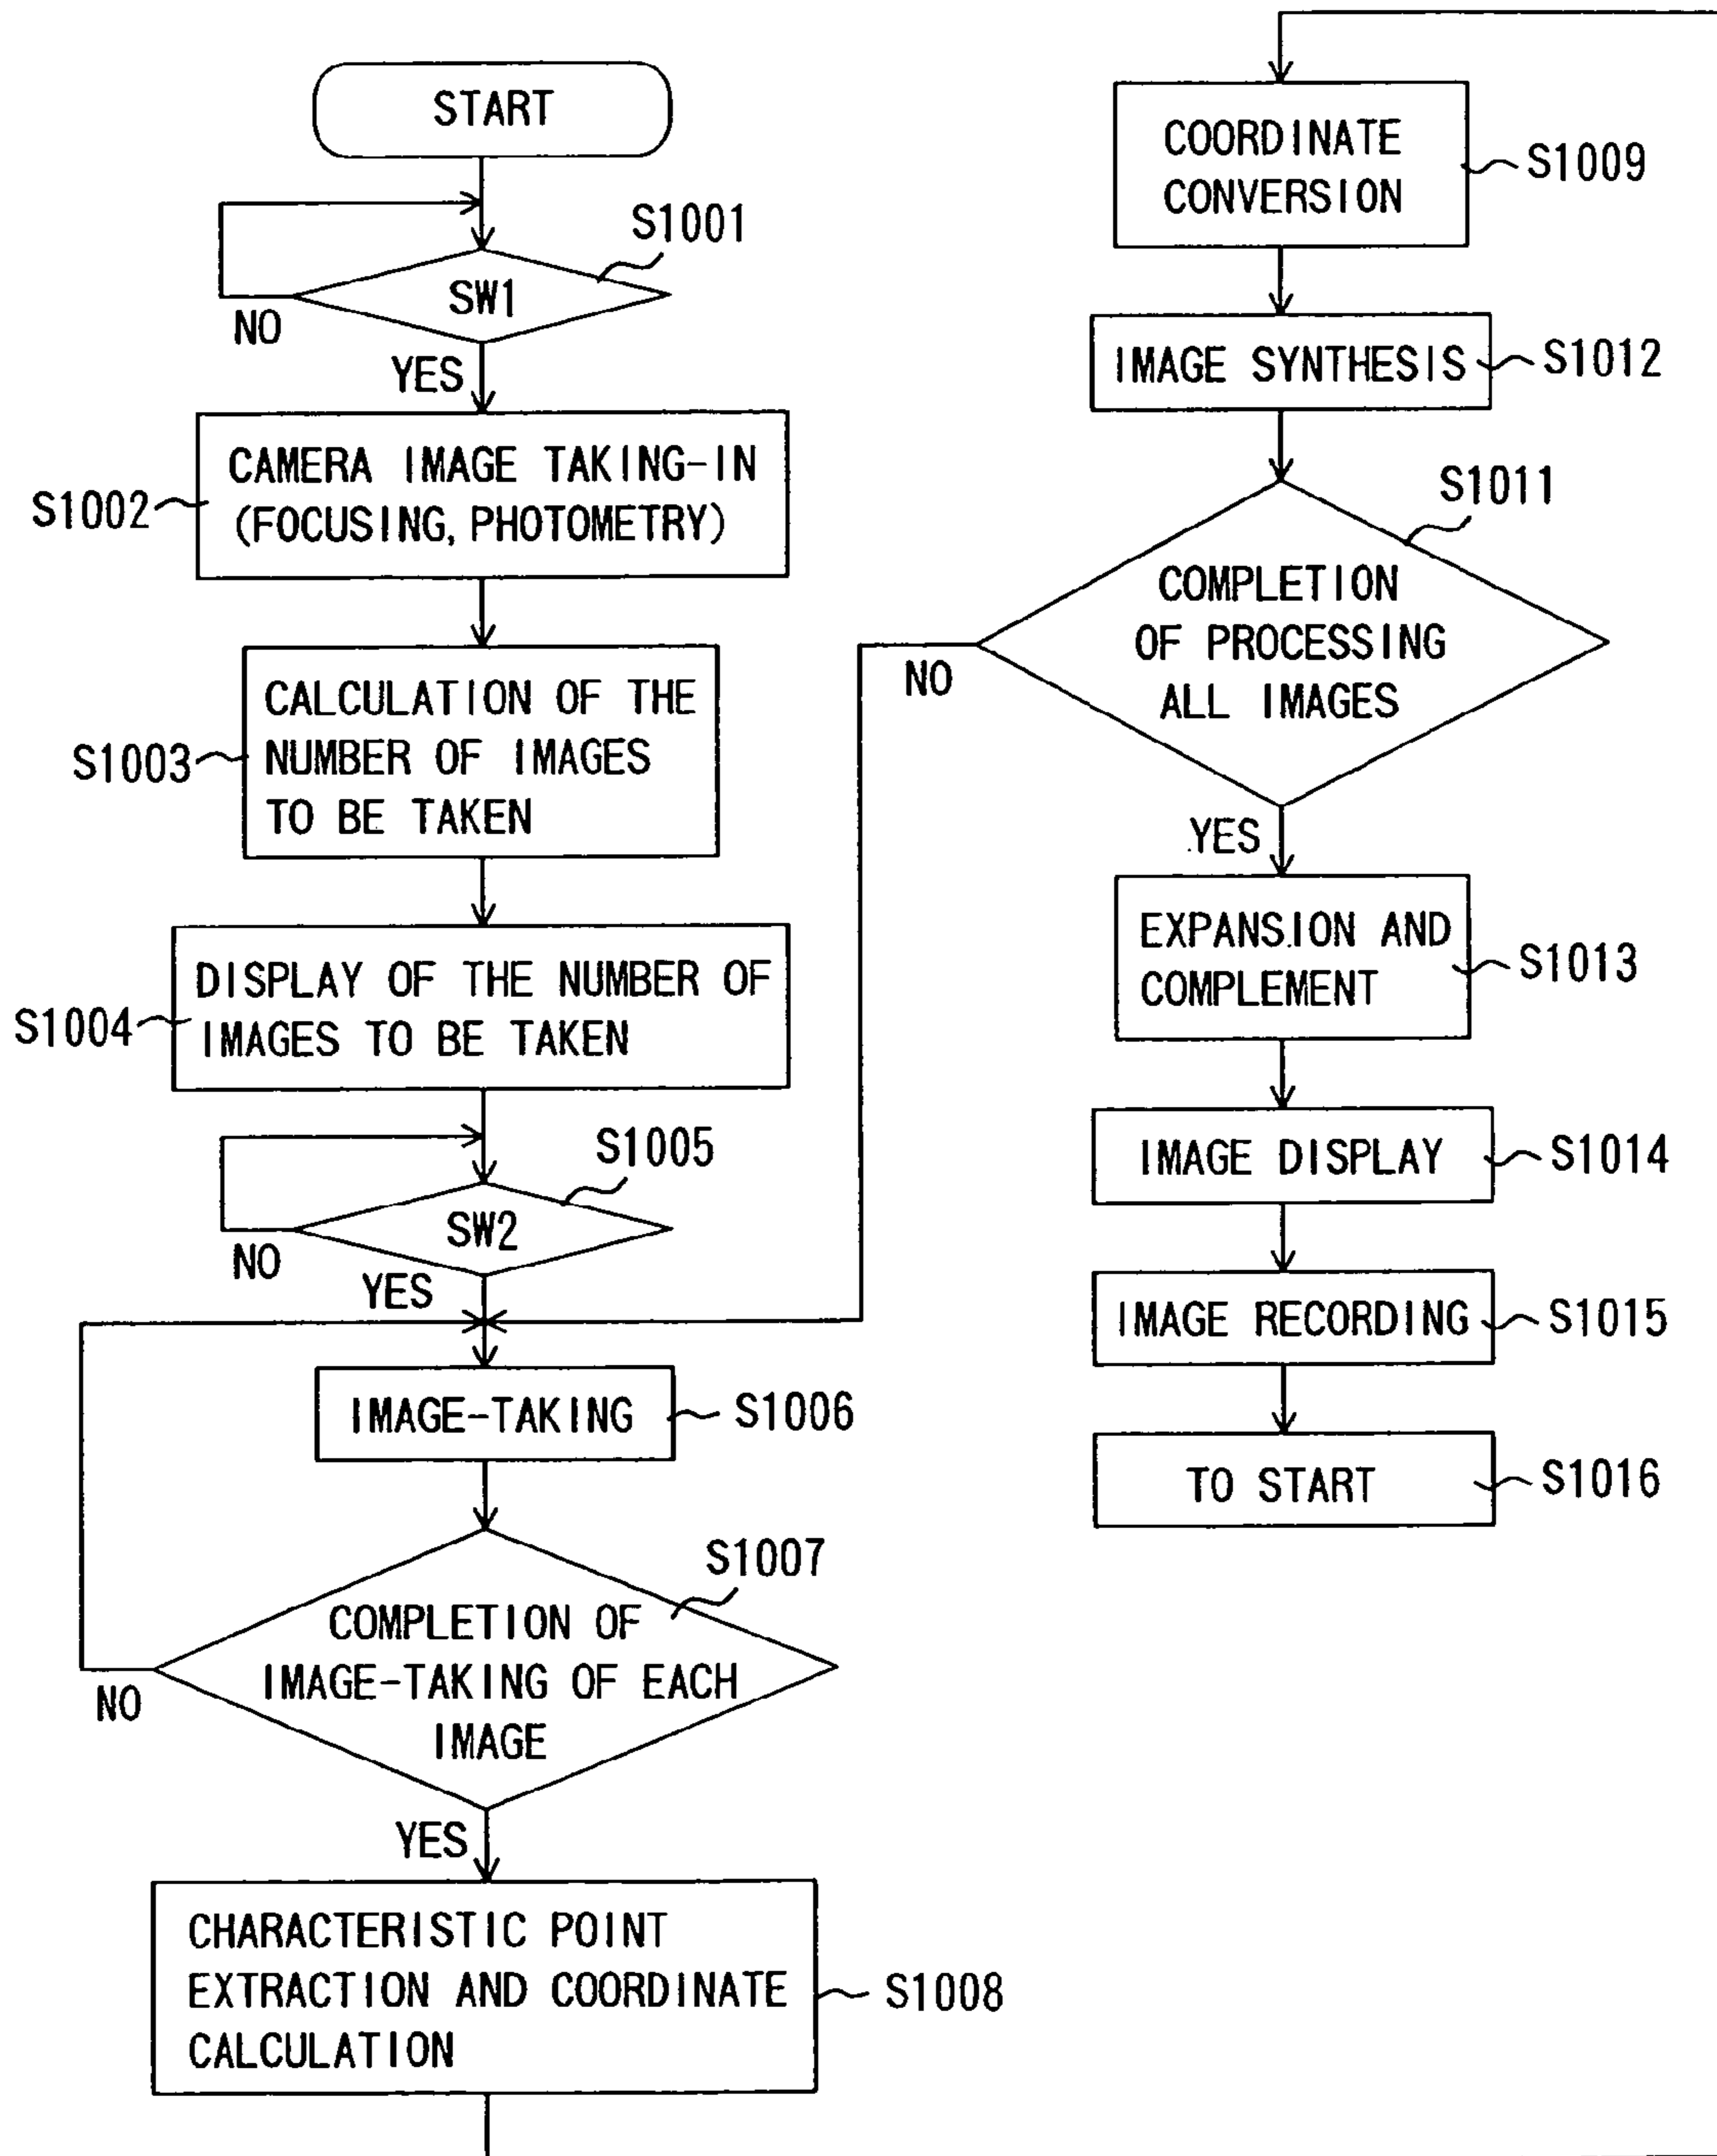 START
S1001
SW1
NO
YES
CAMERA IMAGE TAKING-IN
(FOCUSING, PHOTOMETRY)
S1002
CALCULATION OF THE
NUMBER OF IMAGES
TO BE TAKEN
S1003
DISPLAY OF THE NUMBER OF
IMAGES TO BE TAKEN
S1004
S1005
SW2
NO
YES
IMAGE-TAKING
S1006
S1007
COMPLETION OF
IMAGE-TAKING OF EACH
IMAGE
NO
YES
CHARACTERISTIC POINT
EXTRACTION AND COORDINATE
CALCULATION
S1008
COORDINATE
CONVERSION
S1009
IMAGE SYNTHESIS
S1012
S1011
COMPLETION
OF PROCESSING
ALL IMAGES
NO
YES
EXPANSION AND
COMPLEMENT
S1013
IMAGE DISPLAY
S1014
IMAGE RECORDING
S1015
TO START
S1016